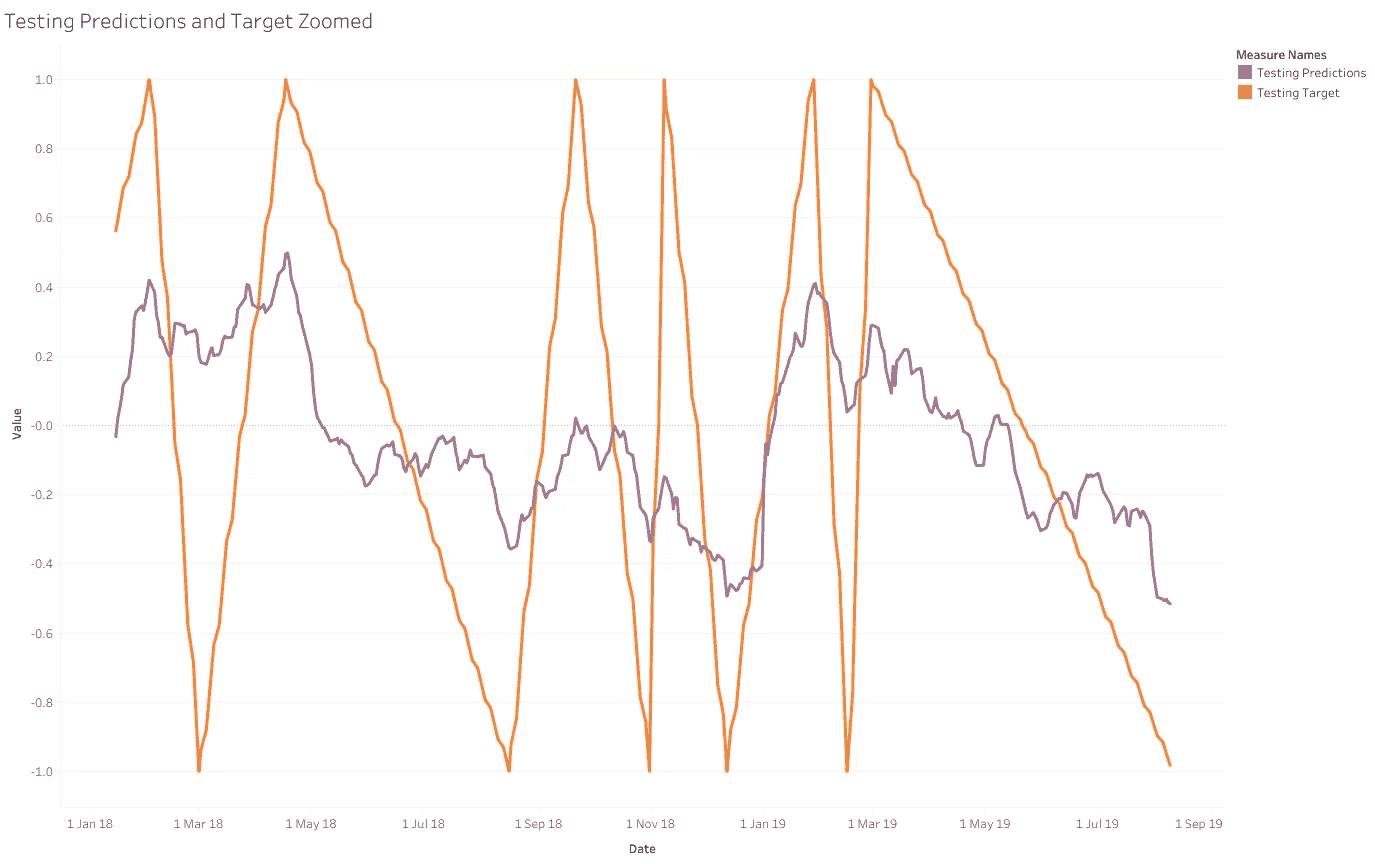 Testing Predictions and Target Zoomed
Measure Names
Testing Predictions
Testing Target
1.0
0.8
0.6
0.4
0.2
-0.0
-0.2
-0.4
-0.6
-0.8
-1.0
Value
1 Jan 18 1 Mar 18 1 May 18 1 Jul 18 1 Sep 18 1 Nov 18 1 Jan 19 1 Mar 19 1 May 19 1 Jul 19 1 Sep 19
Date